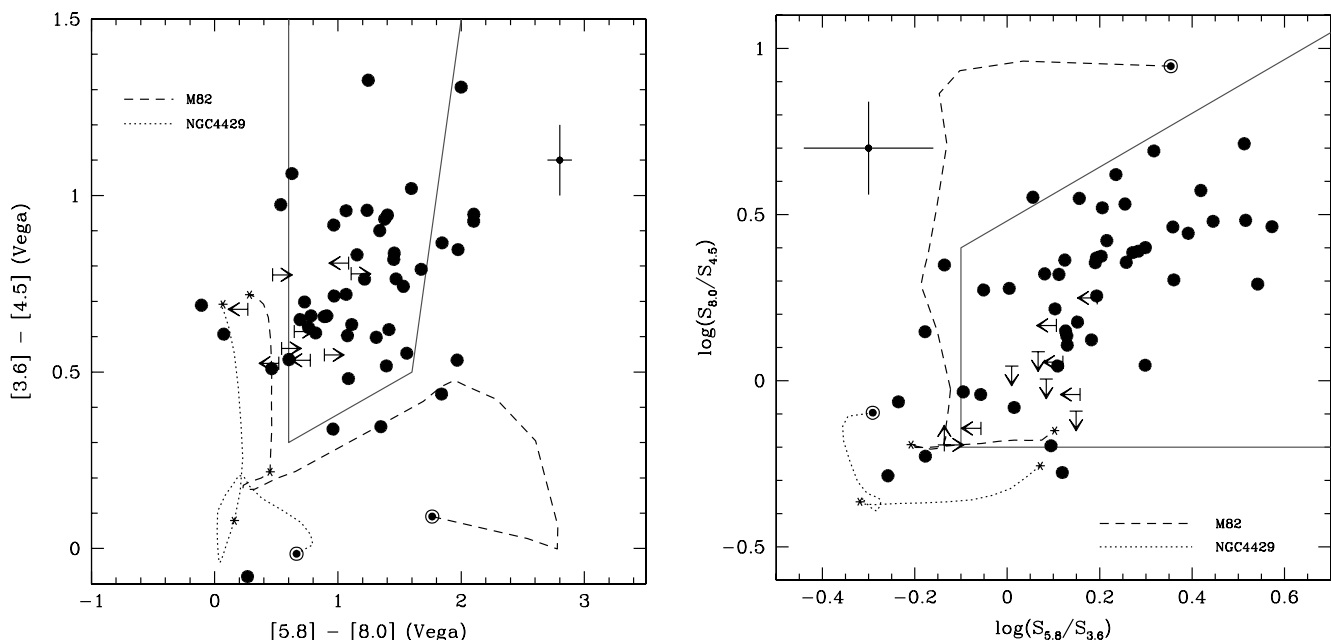 1.5
1
0.5
0
[3.6] − [4.5] (Vega)
M82
NGC4429
−1 0 1 2 3
[5.8] − [8.0] (Vega)
1
0.5
0
−0.5
log(S8.0/S4.5)
M82
NGC4429
−0.4 −0.2 0 0.2 0.4 0.6
log(S5.8/S3.6)